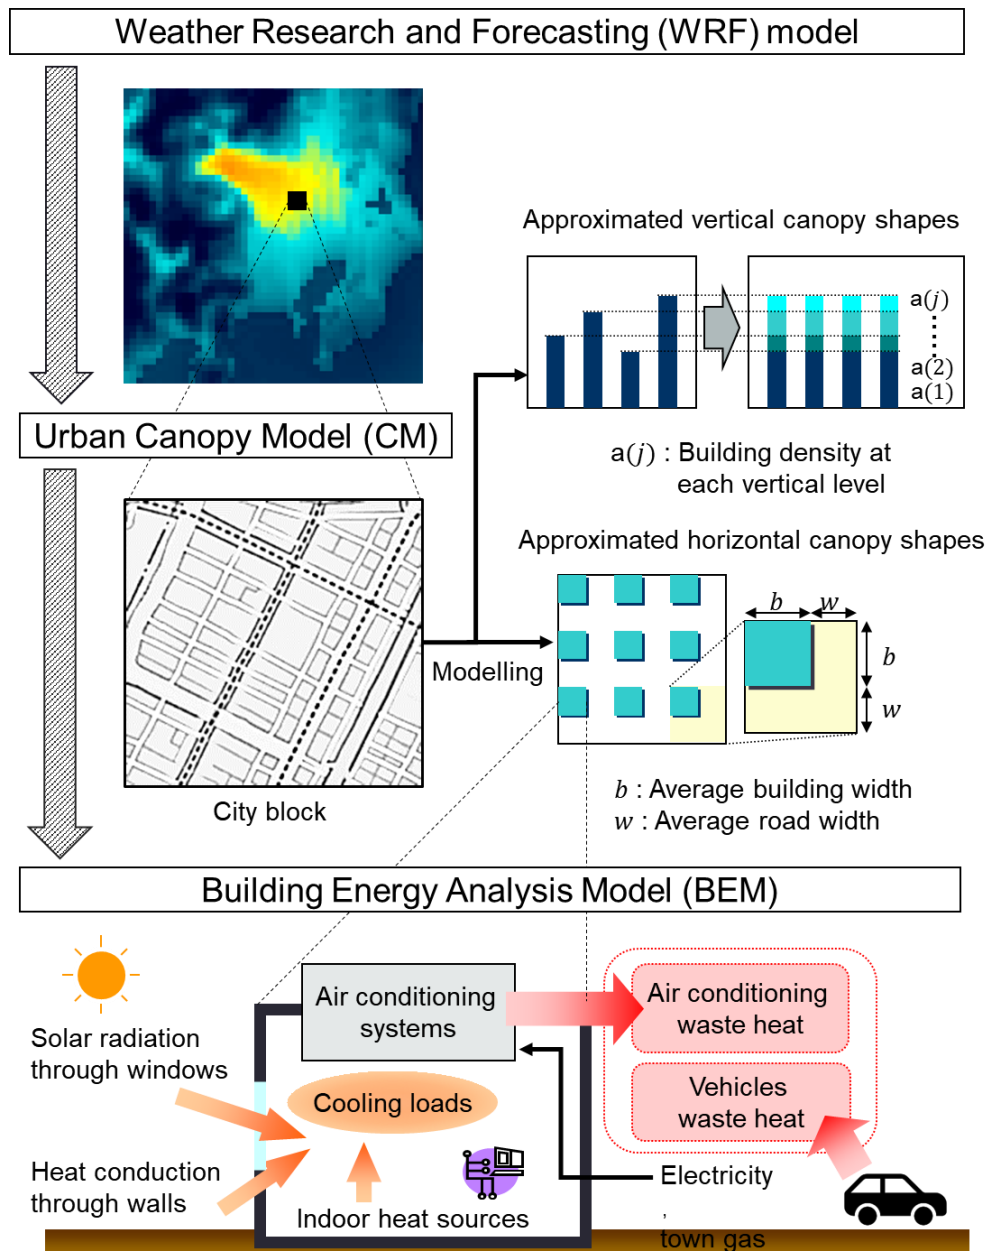 Weather Research and Forecasting (WRF) model
Approximated vertical canopy shapes
a(j)
a(2)
a(1)
Urban Canopy Model (CM)
a(j) : Building density at
each vertical level
Approximated horizontal canopy shapes
b
w
b
w
Modelling
City block
b : Average building width
w : Average road width
Building Energy Analysis Model (BEM)
Air conditioning
systems
Air conditioning
waste heat
Solar radiation
through windows
Cooling loads
Vehicles
waste heat
Heat conduction
through walls
Indoor heat sources
Electricity
,
town gas